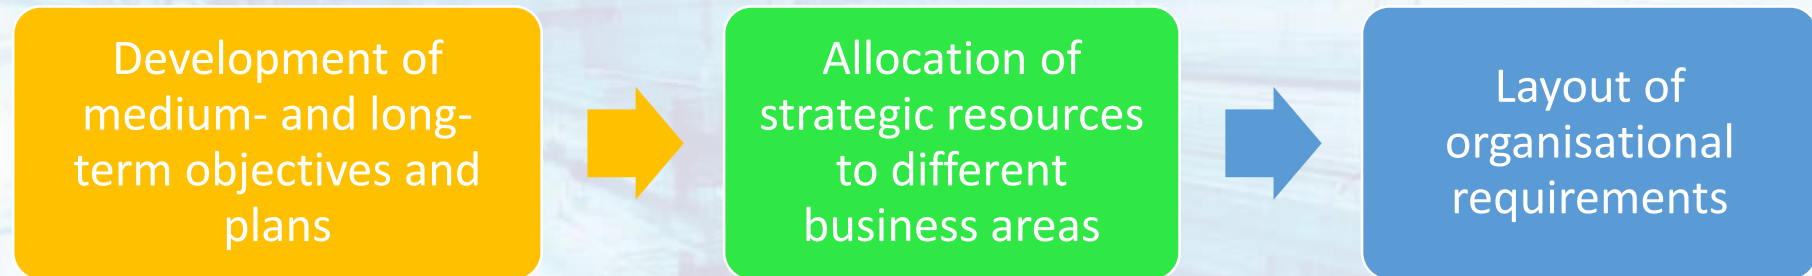 Development of
medium- and long-
term objectives and
plans
Allocation of
strategic resources
to different
business areas
Layout of
organisational
requirements